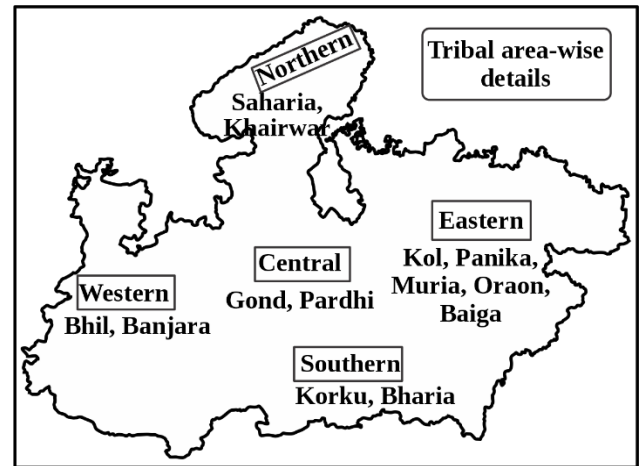 Northern
Saharia,
Khairwar
Tribal area-wise
details
Eastern
Kol, Panika,
Muria, Oraon,
Baiga
Central
Gond, Pardhi
Western
Bhil, Banjara
Southern
Korku, Bharia